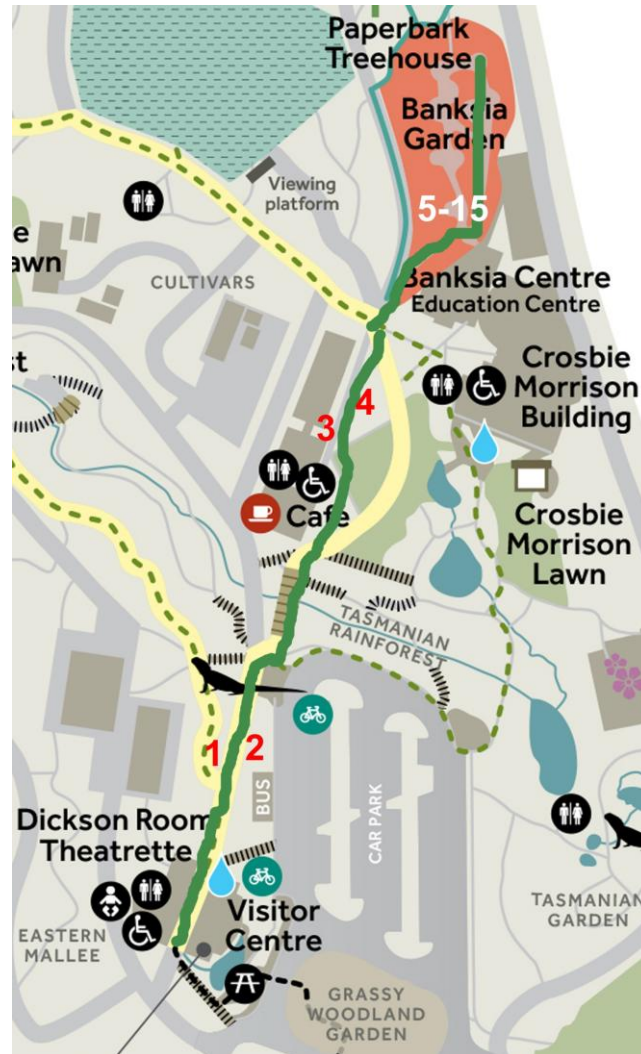 Paperbark
Treehouse
Banksia
Garden
5-15
Viewing
platform
e
awn
CULTIVARS
Banksia Centre
Education Centre
st
4
3
Crosbie
Morrison
Building
Cafe
Crosbie
Morrison
Lawn
TASMANIAN
RAINFOREST
1
2
BUS
CAR PARK
Dickson Room
Theatrette
Visitor
Centre
EASTERN
MALLEE
TASMANIAN
GARDEN
GRASSY
WOODLAND
GARDEN